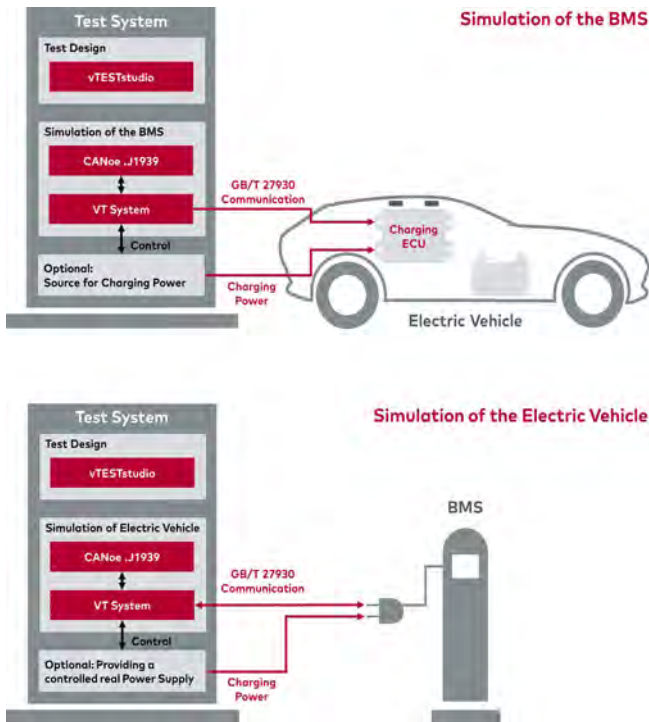 Test System
Simulation of the BMS
Test Design
vTESTstudio
Simulation of the BMS
CANoe .J1939
VT System
Control
Optional:
Source for Charging Power
GB/T 27930
Communication
Charging
Power
Charging
ECU
Electric Vehicle
Test System
Simulation of the Electric Vehicle
Test Design
vTESTstudio
Simulation of Electric Vehicle
CANoe .J1939
VT System
Control
Optional: Providing a
controlled real Power Supply
GB/T 27930
Communication
Charging
Power
BMS